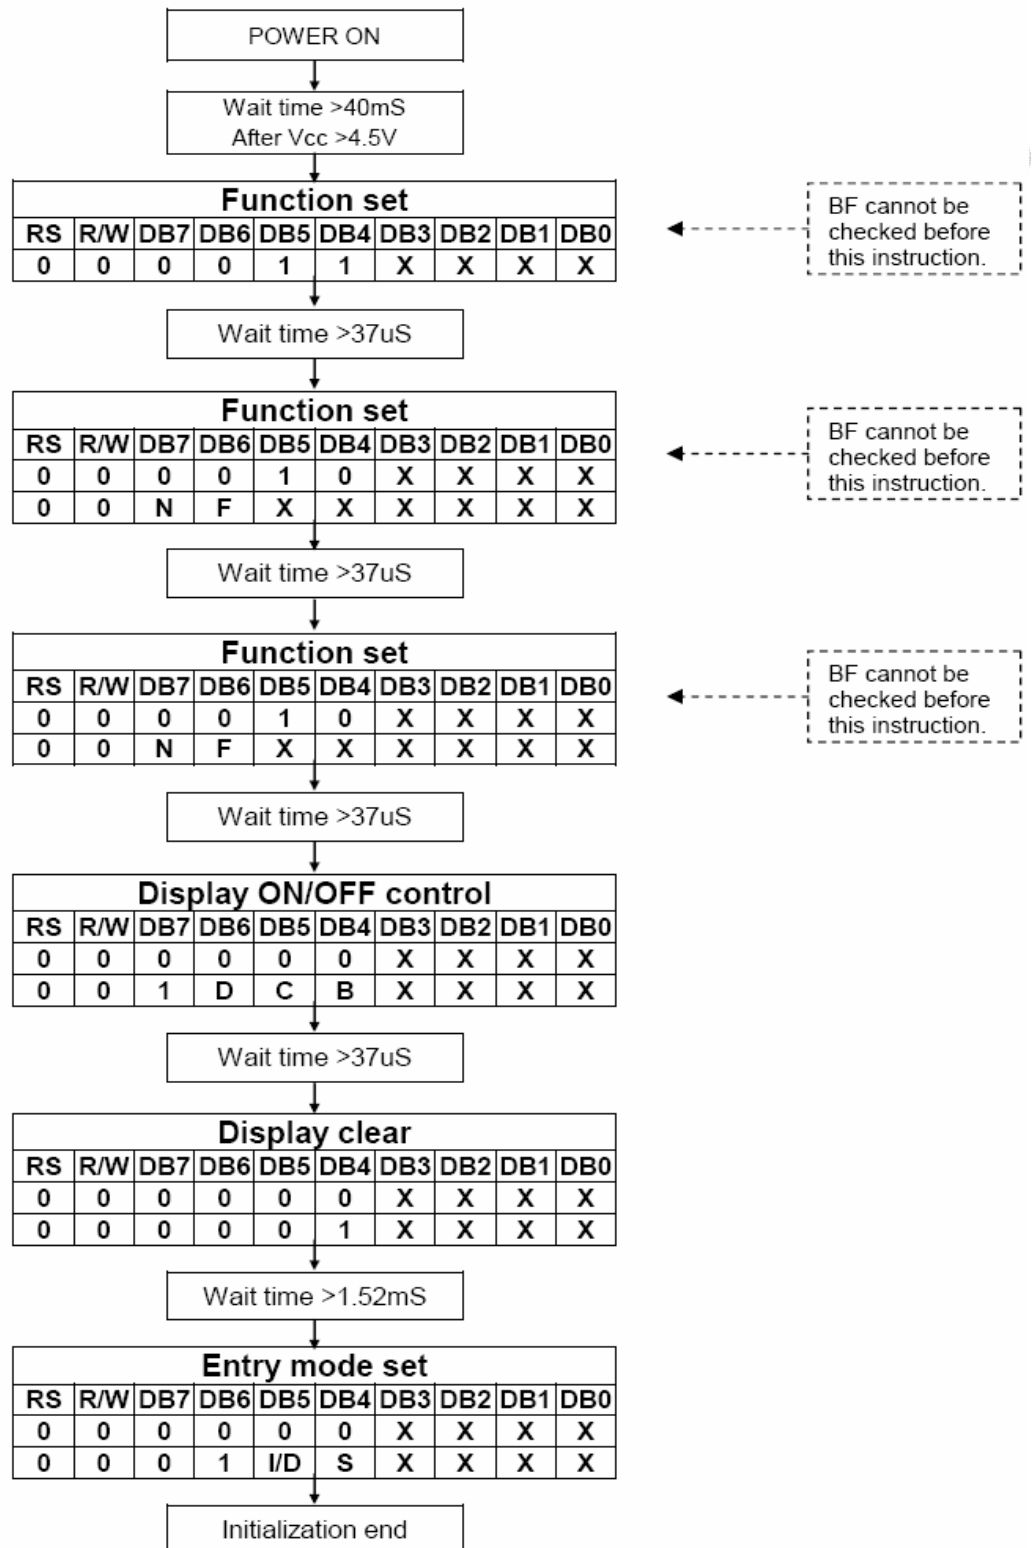 POWER ON
Wait time >40mS
After Vcc >4.5V
Function set
RS R/W DB7 DB6 DB5 DB4 DB3 DB2 DB1 DB0
0 0 0 0 1 1 X X X X
BF cannot be
checked before
this instruction.
Wait time >37uS
Function set
RS R/W DB7 DB6 DB5 DB4 DB3 DB2 DB1 DB0
0 0 0 0 1 0 X X X X
0 0 N F X X X X X X
BF cannot be
checked before
this instruction.
Wait time >37uS
Function set
RS R/W DB7 DB6 DB5 DB4 DB3 DB2 DB1 DB0
0 0 0 0 1 0 X X X X
0 0 N F X X X X X X
BF cannot be
checked before
this instruction.
Wait time >37uS
Display ON/OFF control
RS R/W DB7 DB6 DB5 DB4 DB3 DB2 DB1 DB0
0 0 0 0 0 0 X X X X
0 0 1 D C B X X X X
Wait time >37uS
Display clear
RS R/W DB7 DB6 DB5 DB4 DB3 DB2 DB1 DB0
0 0 0 0 0 0 X X X X
0 0 0 0 0 1 X X X X
Wait time >1.52mS
Entry mode set
RS R/W DB7 DB6 DB5 DB4 DB3 DB2 DB1 DB0
0 0 0 0 0 0 X X X X
0 0 0 1 I/D S X X X X
Initialization end